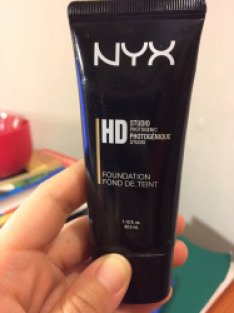 NYX
HD STUDIO
PHOTOGENIC
PHOTOGÉNIQUE
STUDIO
FOUNDATION
FOND DE TEINT